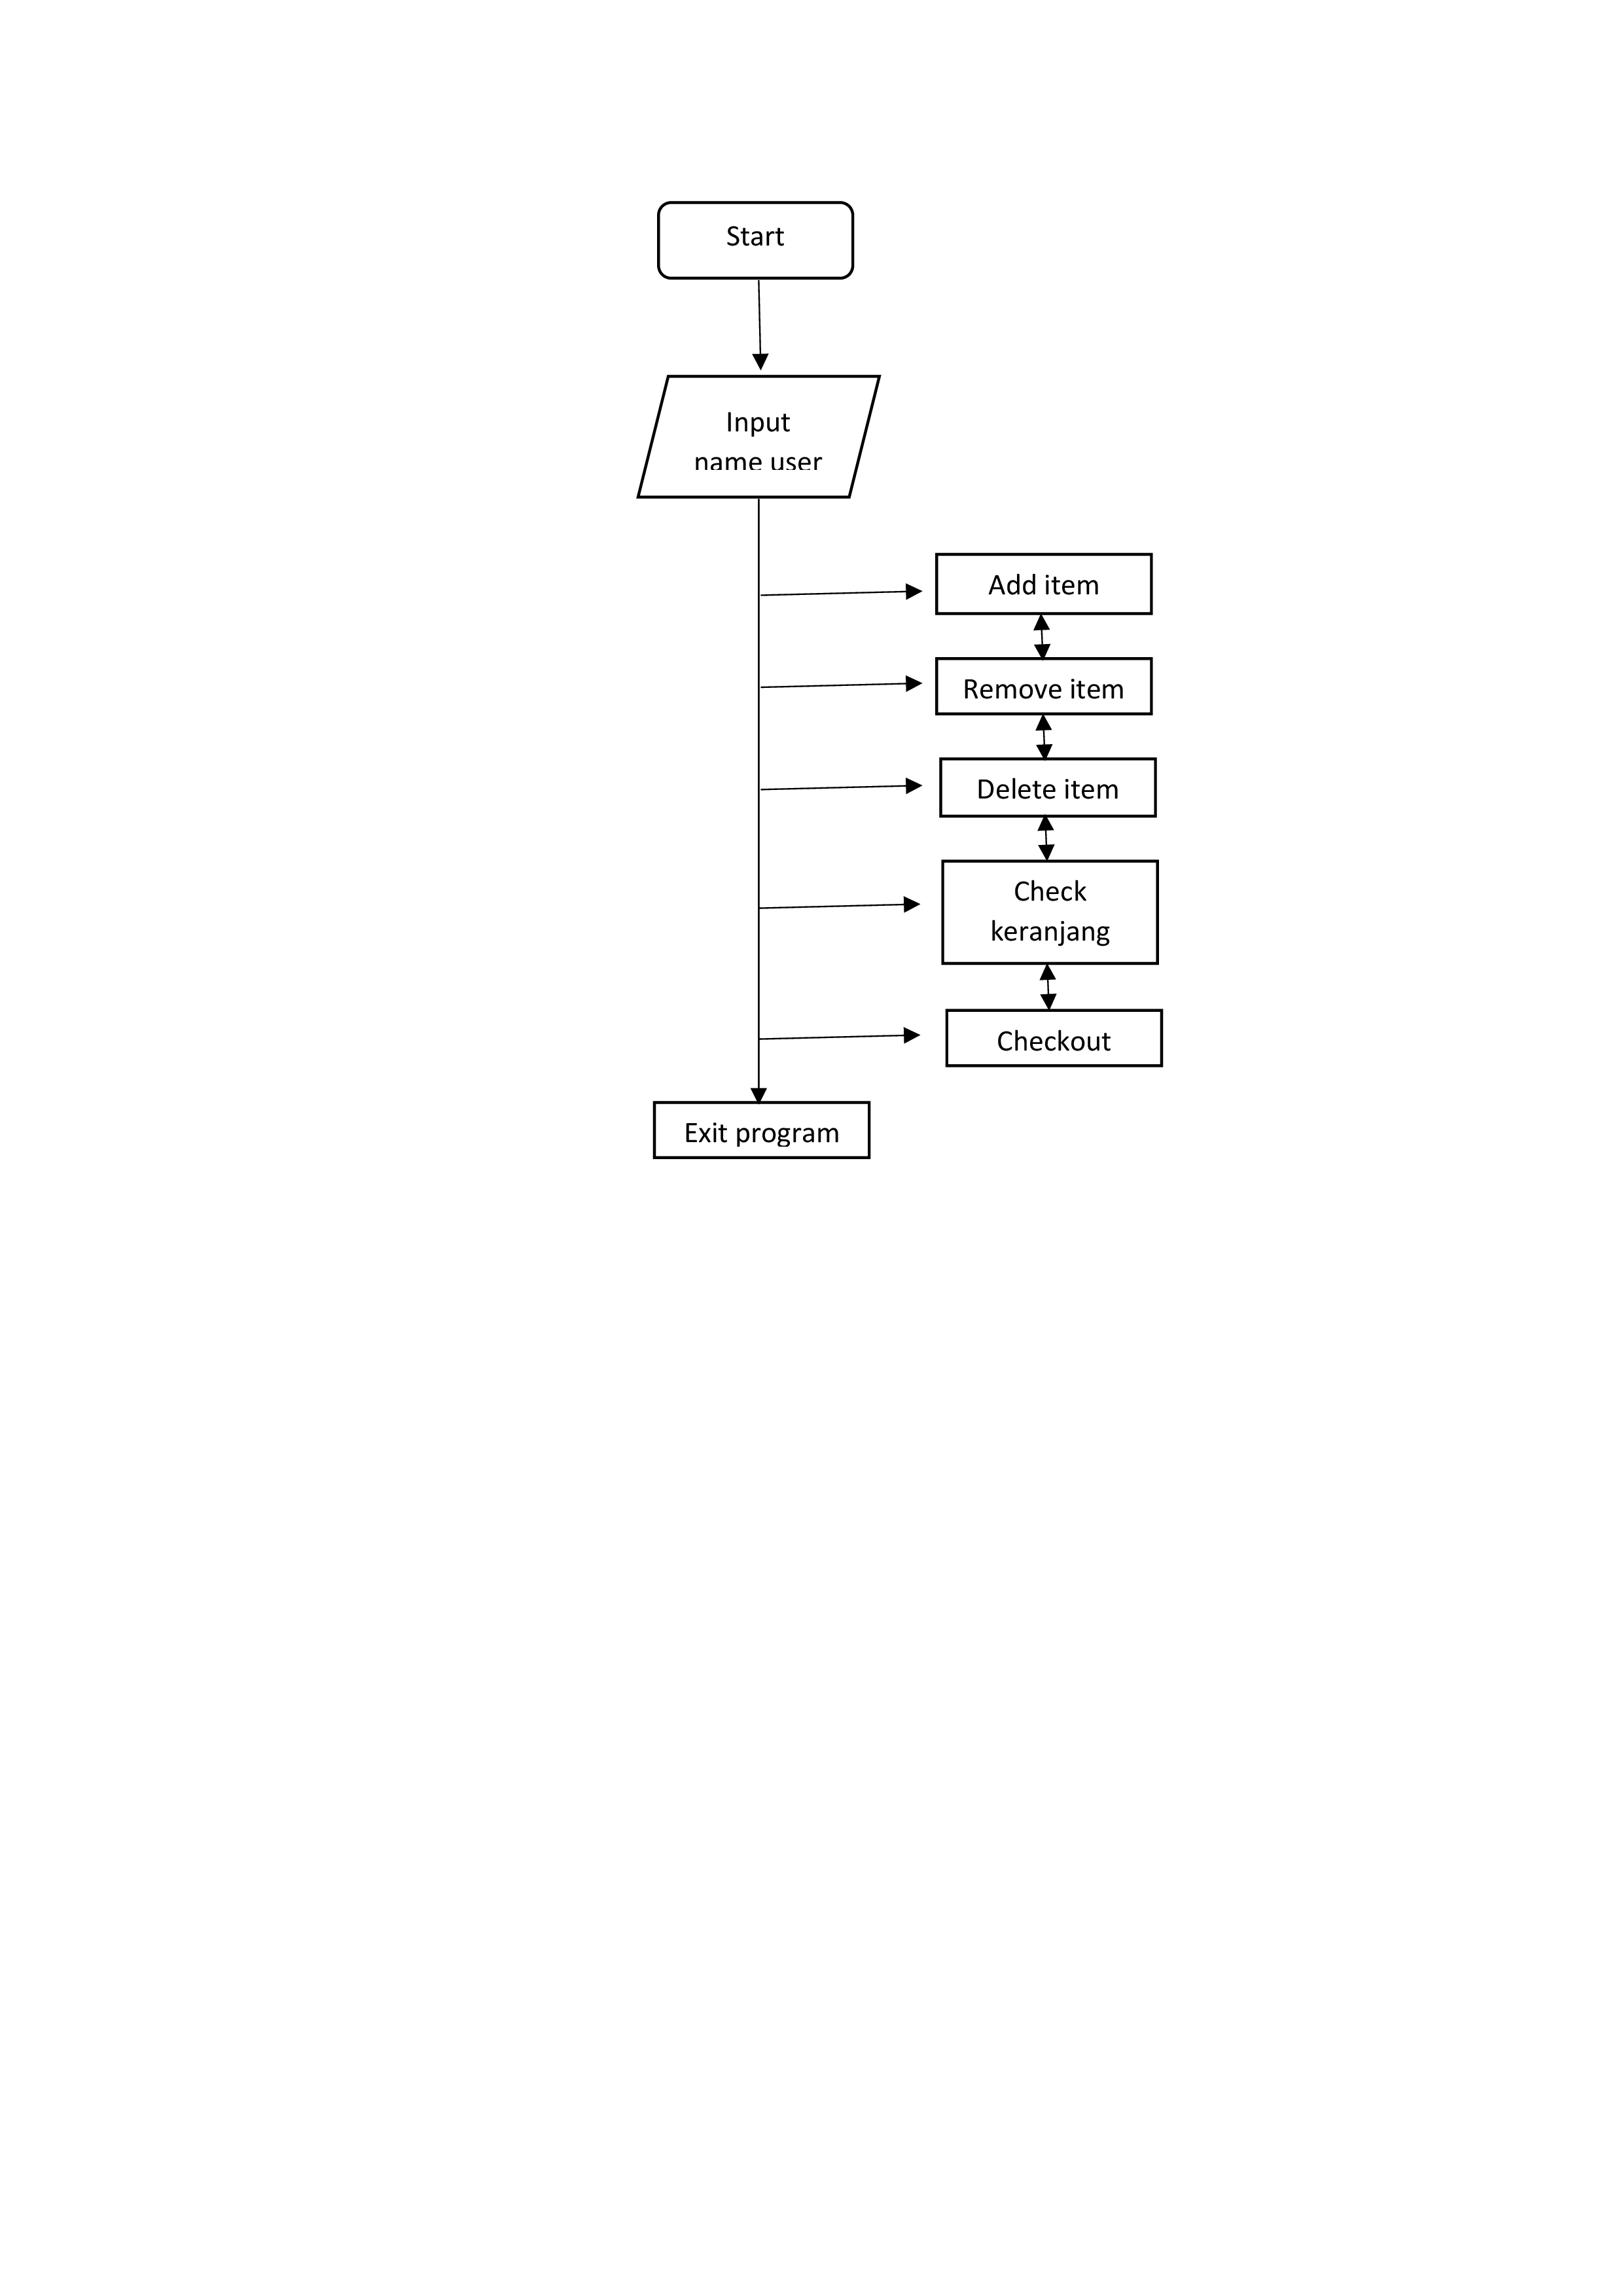 Start
Input
name user
Add item
Remove item
Delete item
Check
keranjang
Checkout
Exit program